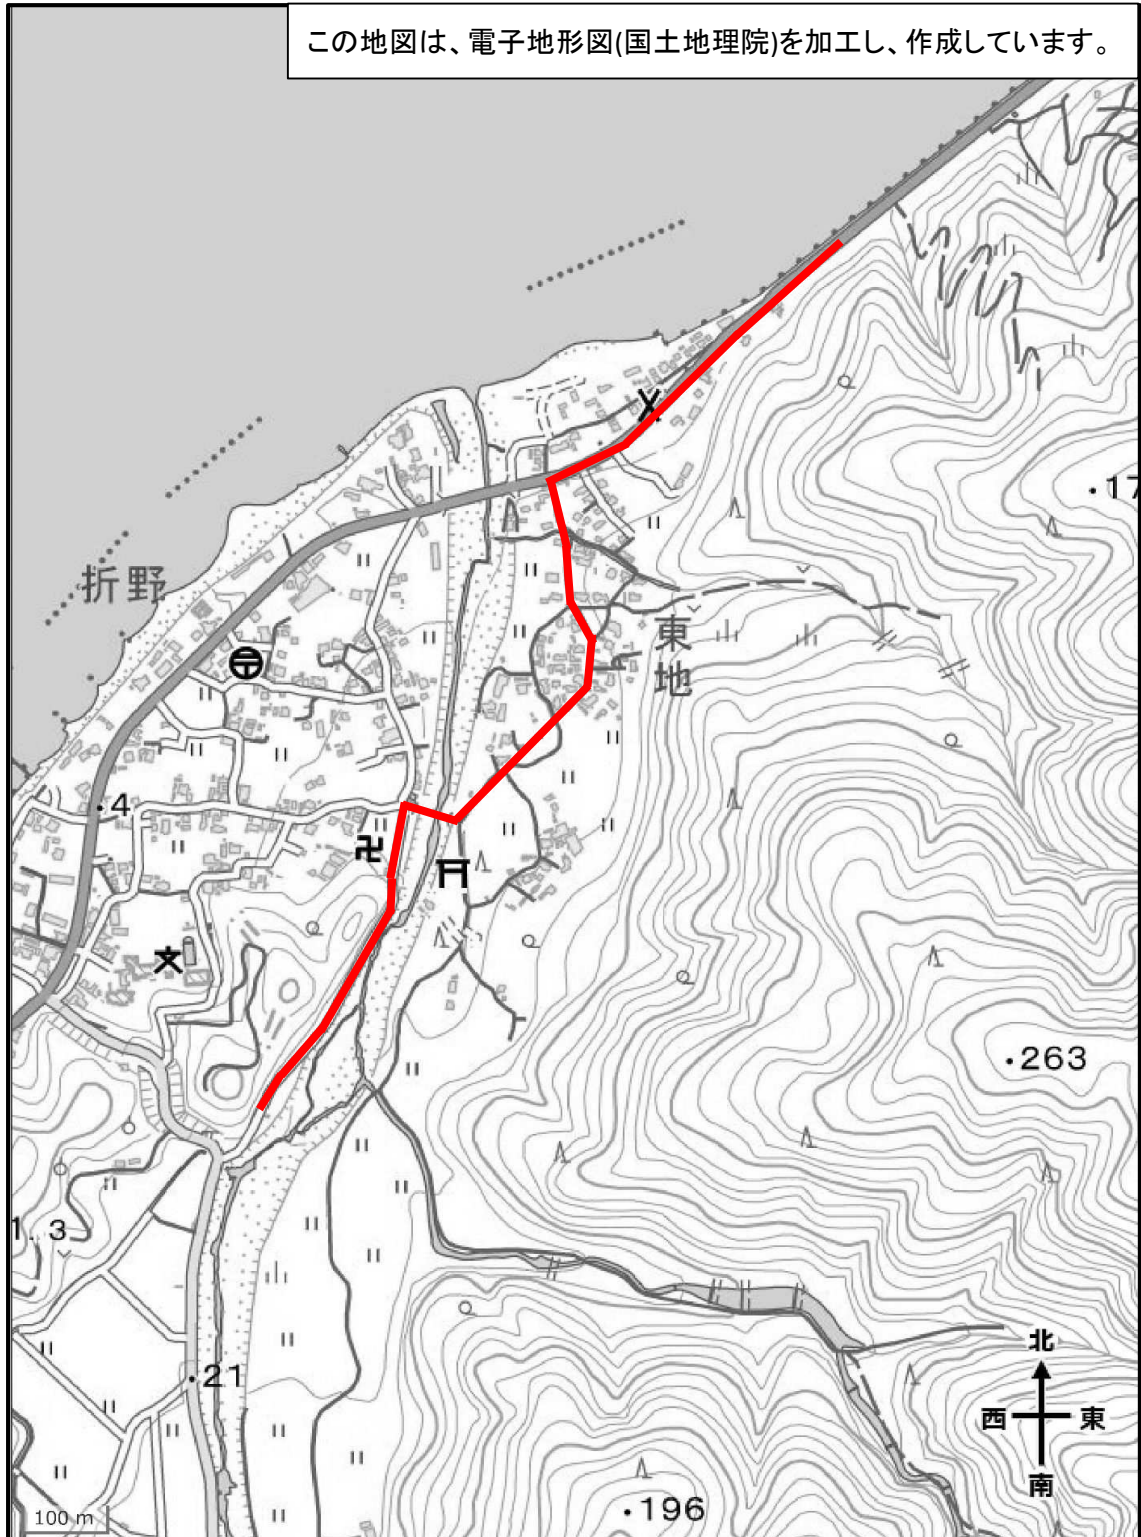 この地図は、電子地形図(国土地理院)を加工し、作成しています。
・17
折野
東地
・4
・263
1.3
・21
北
西
東
南
・196
100 m